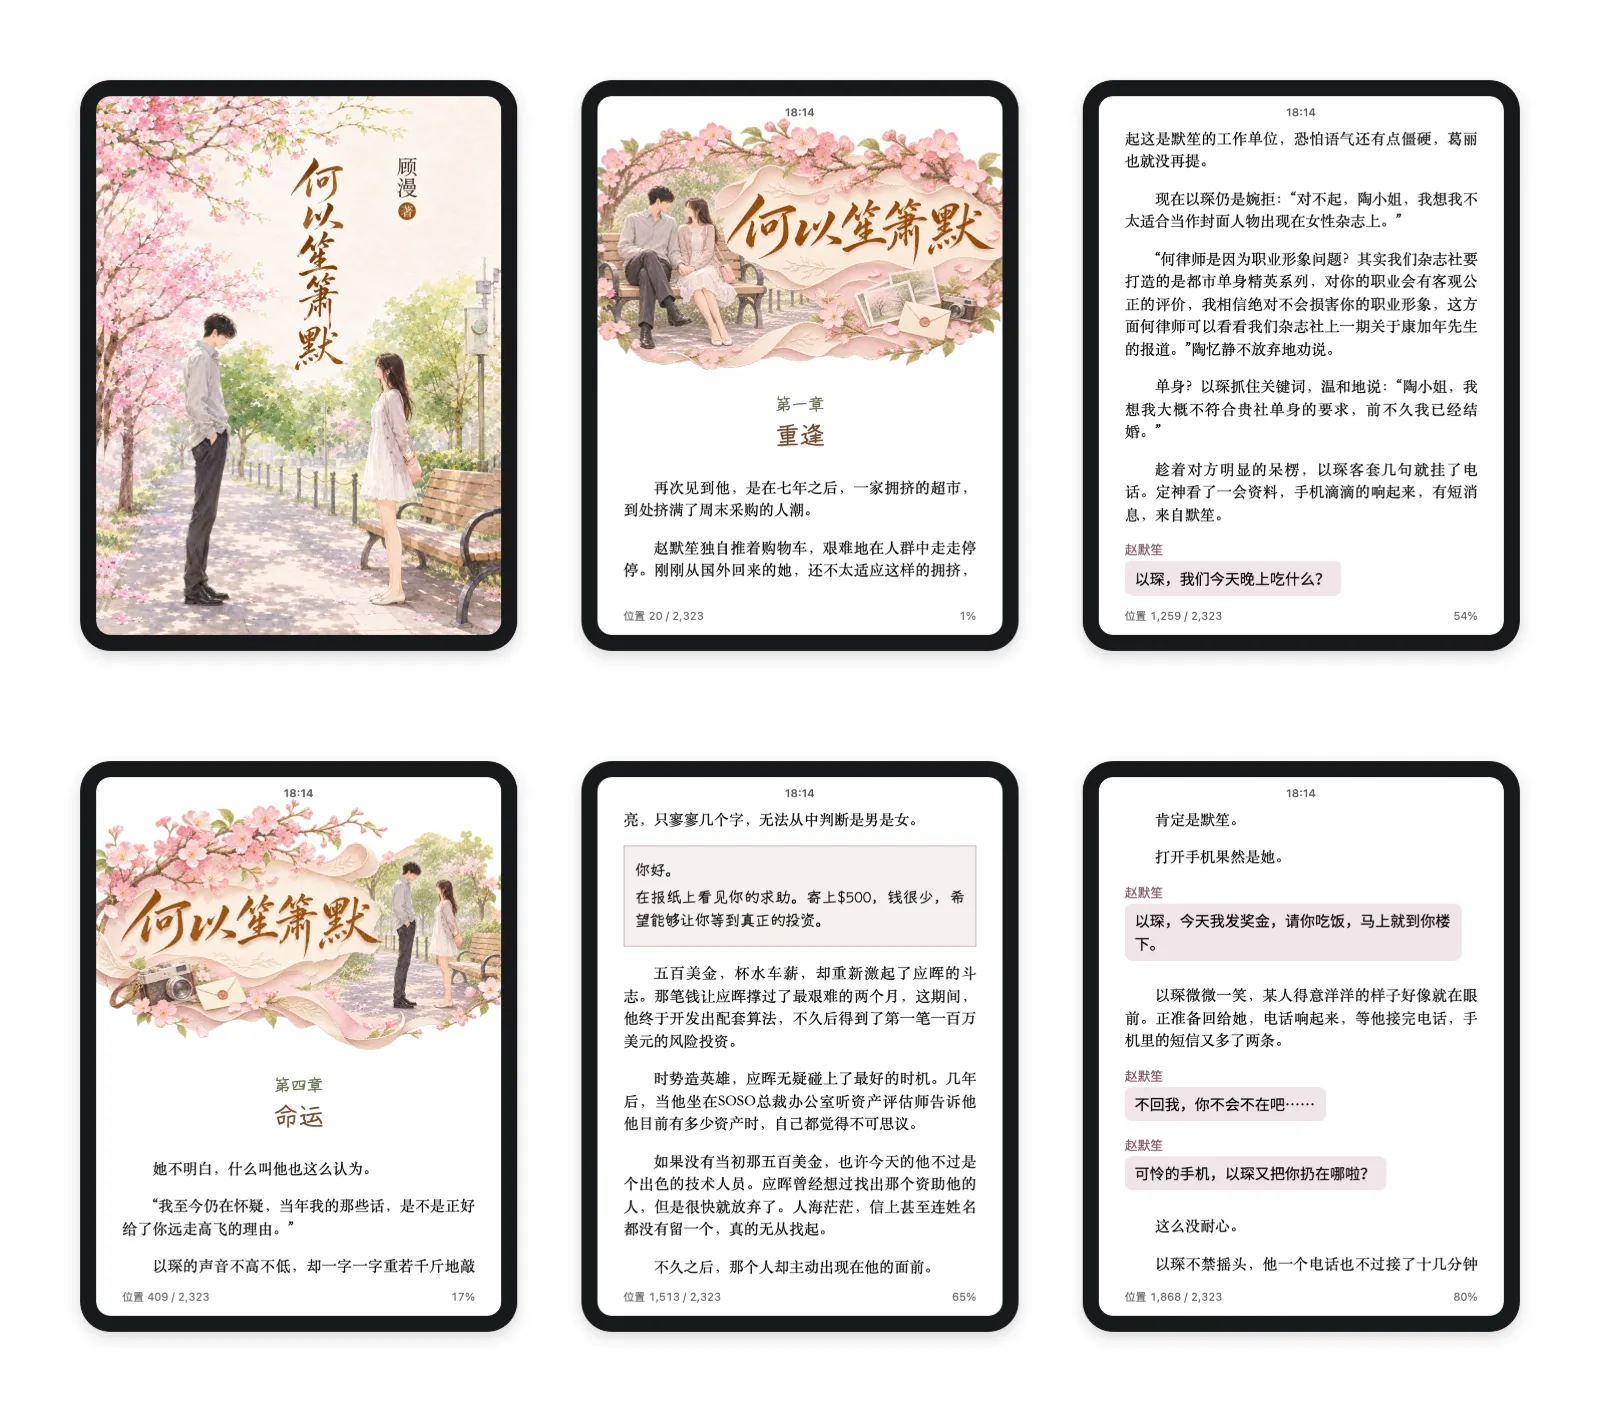 何以笙箫默
顾漫
著
18:14
何以笙箫默
第一章
重逢
再次见到他，是在七年之后，一家拥挤的超市，
到处挤满了周末采购的人潮。
赵默笙独自推着购物车，艰难地在人群中走走停
停。刚刚从国外回来的她，还不太适应这样的拥挤，
位置 20 / 2,323
1%
18:14
起这是默笙的工作单位，恐怕语气还有点僵硬，葛丽
也就没再提。
现在以琛仍是婉拒：“对不起，陶小姐，我想我不
太适合当作封面人物出现在女性杂志上。”
“何律师是因为职业形象问题？其实我们杂志社要
打造的是都市单身精英系列，对你的职业会有客观公
正的评价，我相信绝对不会损害你的职业形象，这方
面何律师可以看看我们杂志社上一期关于康加年先生
的报道。”陶忆静不放弃地劝说。
单身？以琛抓住关键词，温和地说：“陶小姐，我
想我大概不符合贵社单身的要求，前不久我已经结
婚。”
趁着对方明显的呆楞，以琛客套几句就挂了电
话。定神看了一会资料，手机滴滴的响起来，有短消
息，来自默笙。
赵默笙
以琛，我们今天晚上吃什么？
位置 1,259 / 2,323
54%
18:14
何以笙箫默
第四章
命运
她不明白，什么叫他也这么认为。
“我至今仍在怀疑，当年我的那些话，是不是正好
给了你远走高飞的理由。”
以琛的声音不高不低，却一字一字重若千斤地敲
位置 409 / 2,323
17%
18:14
亮，只寥寥几个字，无法从中判断是男是女。
你好。
在报纸上看见你的求助。寄上$500，钱很少，希
望能够让你等到真正的投资。
五百美金，杯水车薪，却重新激起了应晖的斗
志。那笔钱让应晖撑过了最艰难的两个月，这期间，
他终于开发出配套算法，不久后得到了第一笔一百万
美元的风险投资。
时势造英雄，应晖无疑碰上了最好的时机。几年
后，当他坐在SOSO总裁办公室听资产评估师告诉他
他目前有多少资产时，自己都觉得不可思议。
如果没有当初那五百美金，也许今天的他不过是
个出色的技术人员。应晖曾经想过找出那个资助他的
人，但是很快就放弃了。人海茫茫，信上甚至连姓名
都没有留一个，真的无从找起。
不久之后，那个人却主动出现在他的面前。
位置 1,513 / 2,323
65%
18:14
肯定是默笙。
打开手机果然是她。
赵默笙
以琛，今天我发奖金，请你吃饭，马上就到你楼
下。
以琛微微一笑，某人得意洋洋的样子好像就在眼
前。正准备回给她，电话响起来，等他接完电话，手
机里的短信又多了两条。
赵默笙
不回我，你不会不在吧……
赵默笙
可怜的手机，以琛又把你扔在哪啦？
这么没耐心。
以琛不禁摇头，他一个电话也不过接了十几分钟
位置 1,868 / 2,323
80%